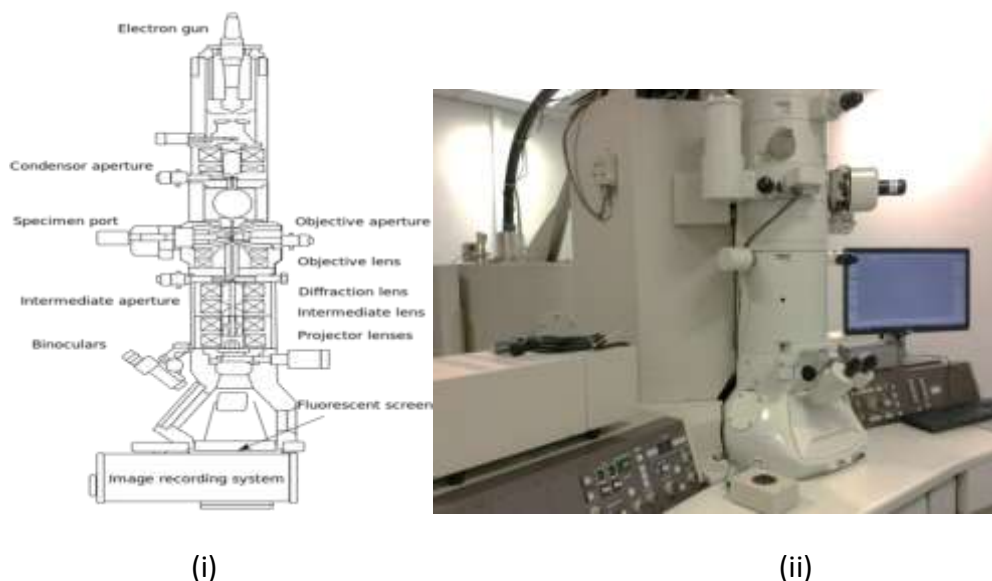 Electron gun
Condensor aperture
Specimen port
Objective aperture
Objective lens
Diffraction lens
Intermediate aperture
Intermediate lens
Projector lenses
Binoculars
Fluorescent screen
Image recording system
(i)
(ii)